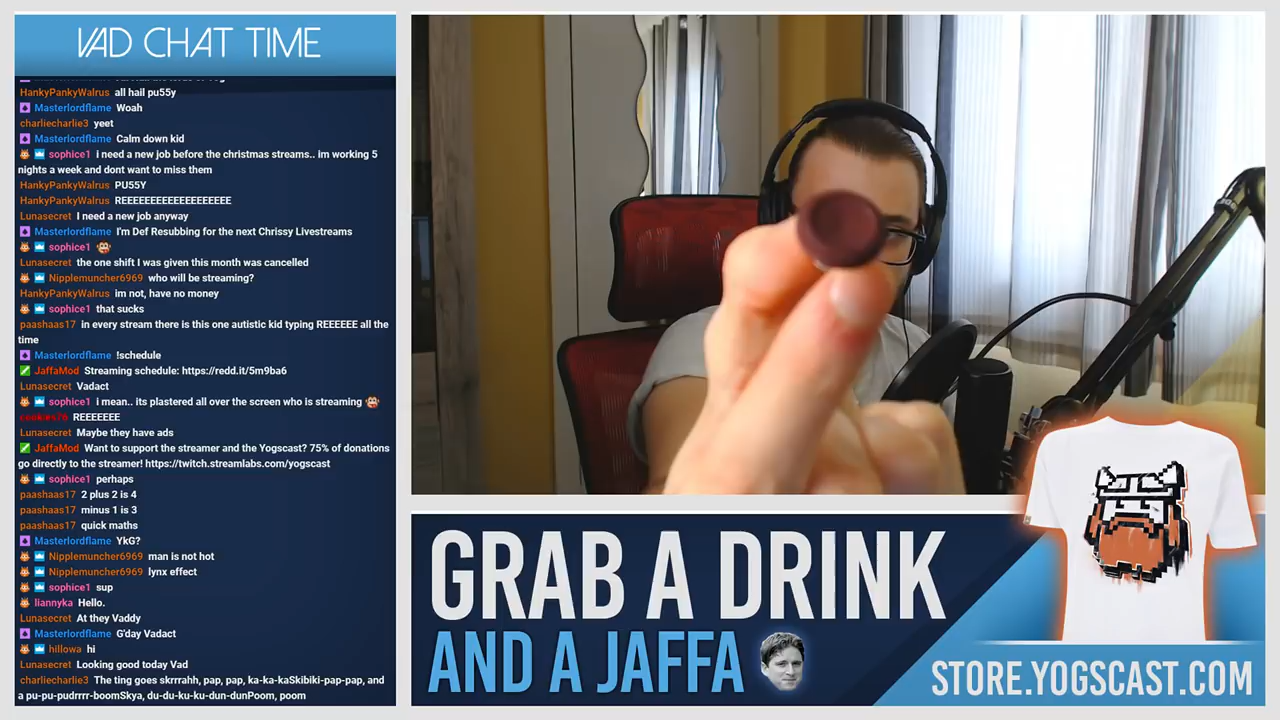 VAD CHAT TIME
HankyPankyWalrus all hail pu55y
Masterlordflame Woah
charliecharlie3 yeet
Masterlordflame Calm down kid
sophice1 i need a new job before the christmas streams.. im working 5
nights a week and dont want to miss them
HankyPankyWalrus PU55Y
HankyPankyWalrus REEEEEEEEEEEEEEEEEEE
Lunasecret I need a new job anyway
Masterlordflame I'm Def Resubbing for the next Chrissy Livestreams
sophice1
Lunasecret the one shift I was given this month was cancelled
Nipplemuncher6969 who will be streaming?
HankyPankyWalrus im not, have no money
sophice1 that sucks
paashaas17 in every stream there is this one autistic kid typing REEEEEE all the
time
Masterlordflame !schedule
JaffaMod Streaming schedule: https://redd.it/5m9ba6
Lunasecret Vadact
sophice1 i mean.. its plastered all over the screen who is streaming
cookies76 REEEEEEE
Lunasecret Maybe they have ads
JaffaMod Want to support the streamer and the Yogscast? 75% of donations
go directly to the streamer! https://twitch.streamlabs.com/yogscast
sophice1 perhaps
paashaas17 2 plus 2 is 4
paashaas17 minus 1 is 3
paashaas17 quick maths
Masterlordflame YkG?
Nipplemuncher6969 man is not hot
Nipplemuncher6969 lynx effect
sophice1 sup
liannyka Hello.
Lunasecret At they Vaddy
Masterlordflame G'day Vadact
hillowa hi
Lunasecret Looking good today Vad
charliecharlie3 The ting goes skrrrahh, pap, pap, ka-ka-kaSkibiki-pap-pap, and
a pu-pu-pudrrrr-boomSkya, du-du-ku-ku-dun-dunPoom, poom
GRAB A DRINK
AND A JAFFA
STORE.YOGSCAST.COM